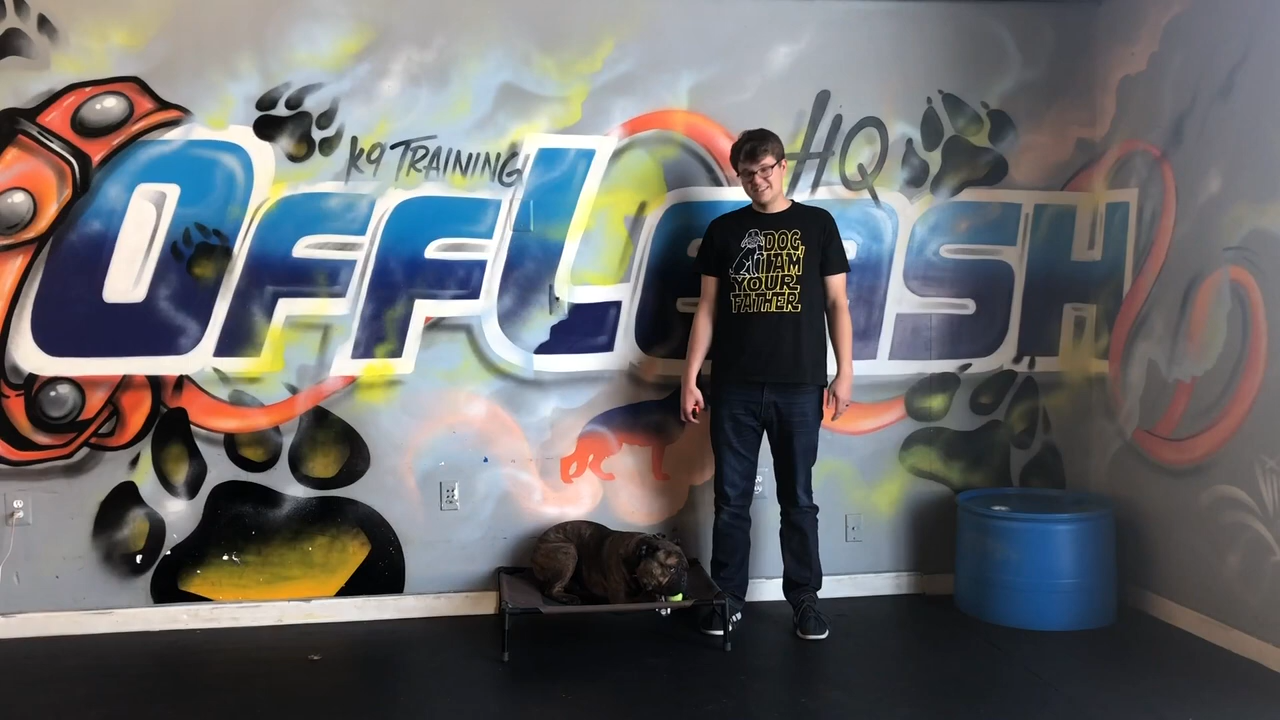 K9 TRAINING HQ
OFFLEASH
DOG,
I AM
YOUR
FATHER